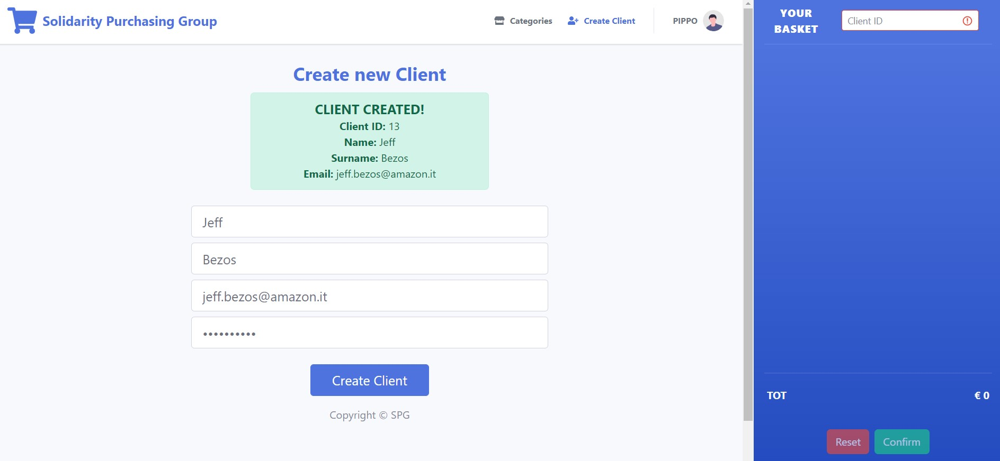 Solidarity Purchasing Group
Categories
Create Client
PIPPO
Create new Client
CLIENT CREATED!
Client ID: 13
Name: Jeff
Surname: Bezos
Email: jeff.bezos@amazon.it
Jeff
Bezos
jeff.bezos@amazon.it
••••••••••
Create Client
Copyright © SPG
YOUR
BASKET
Client ID
TOT
€ 0
Reset
Confirm